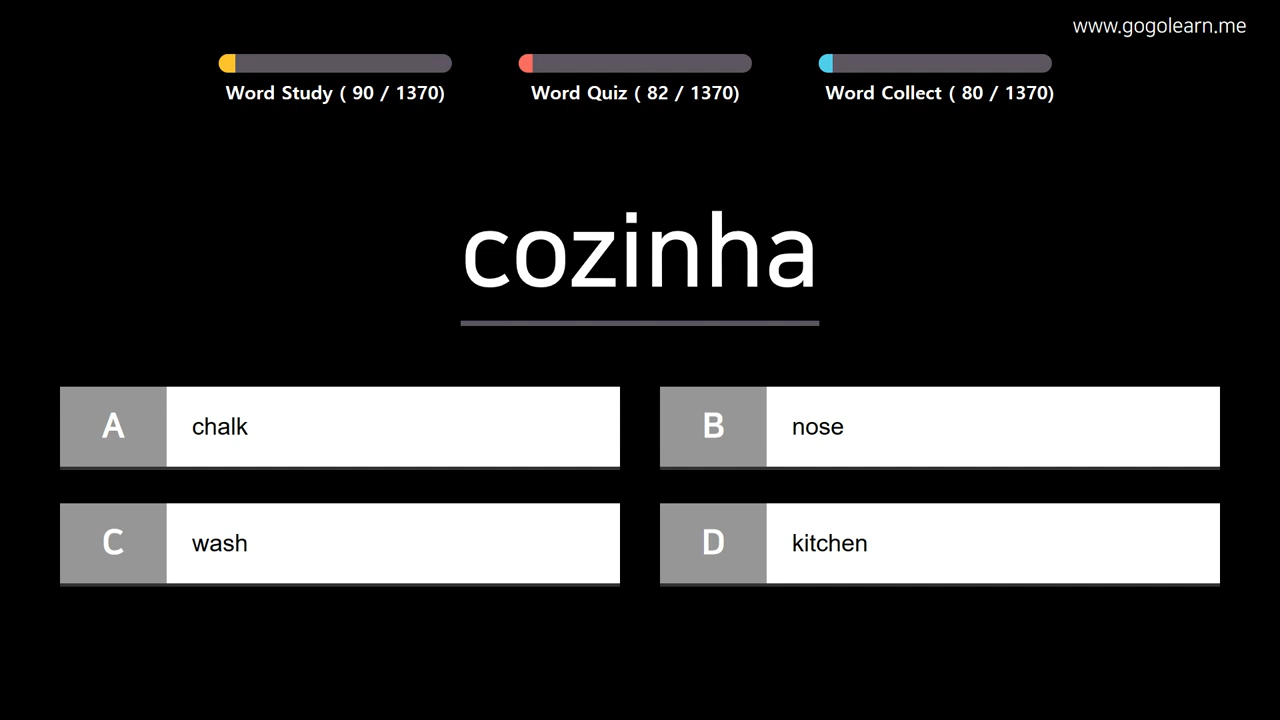 www.gogolearn.me
Word Study ( 90 / 1370)
Word Quiz ( 82 / 1370)
Word Collect ( 80 / 1370)
cozinha
A chalk
B nose
C wash
D kitchen